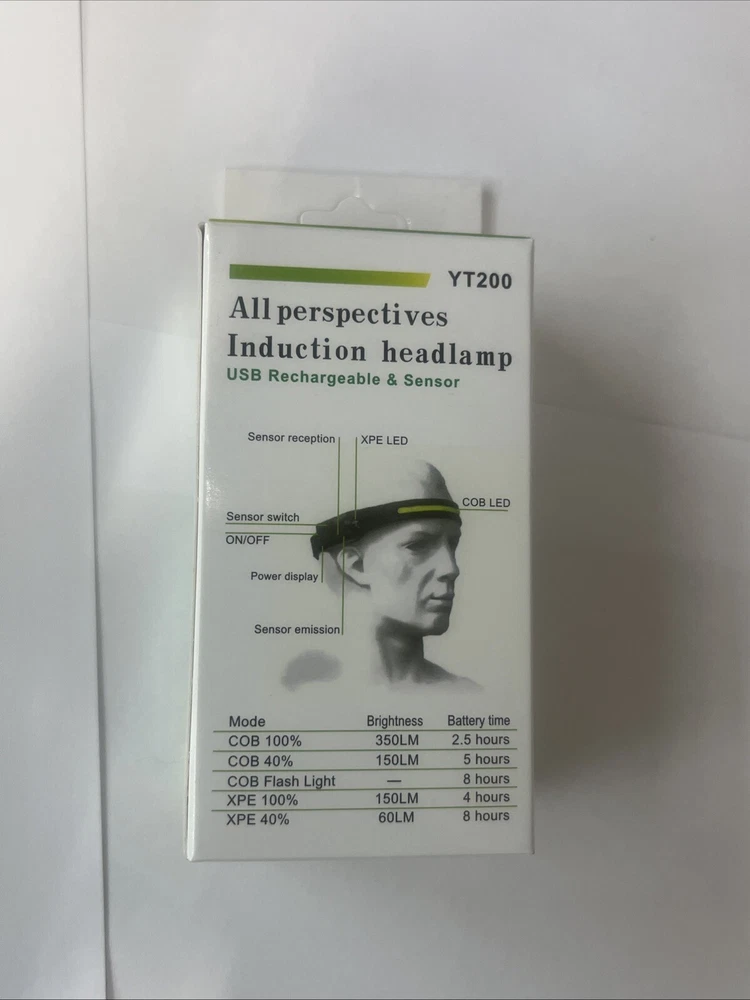 YT200
All perspectives
Induction headlamp
USB Rechargeable & Sensor
Sensor reception
XPE LED
COB LED
Sensor switch
ON/OFF
Power display
Sensor emission
Mode Brightness Battery time
COB 100% 350LM 2.5 hours
COB 40% 150LM 5 hours
COB Flash Light — 8 hours
XPE 100% 150LM 4 hours
XPE 40% 60LM 8 hours